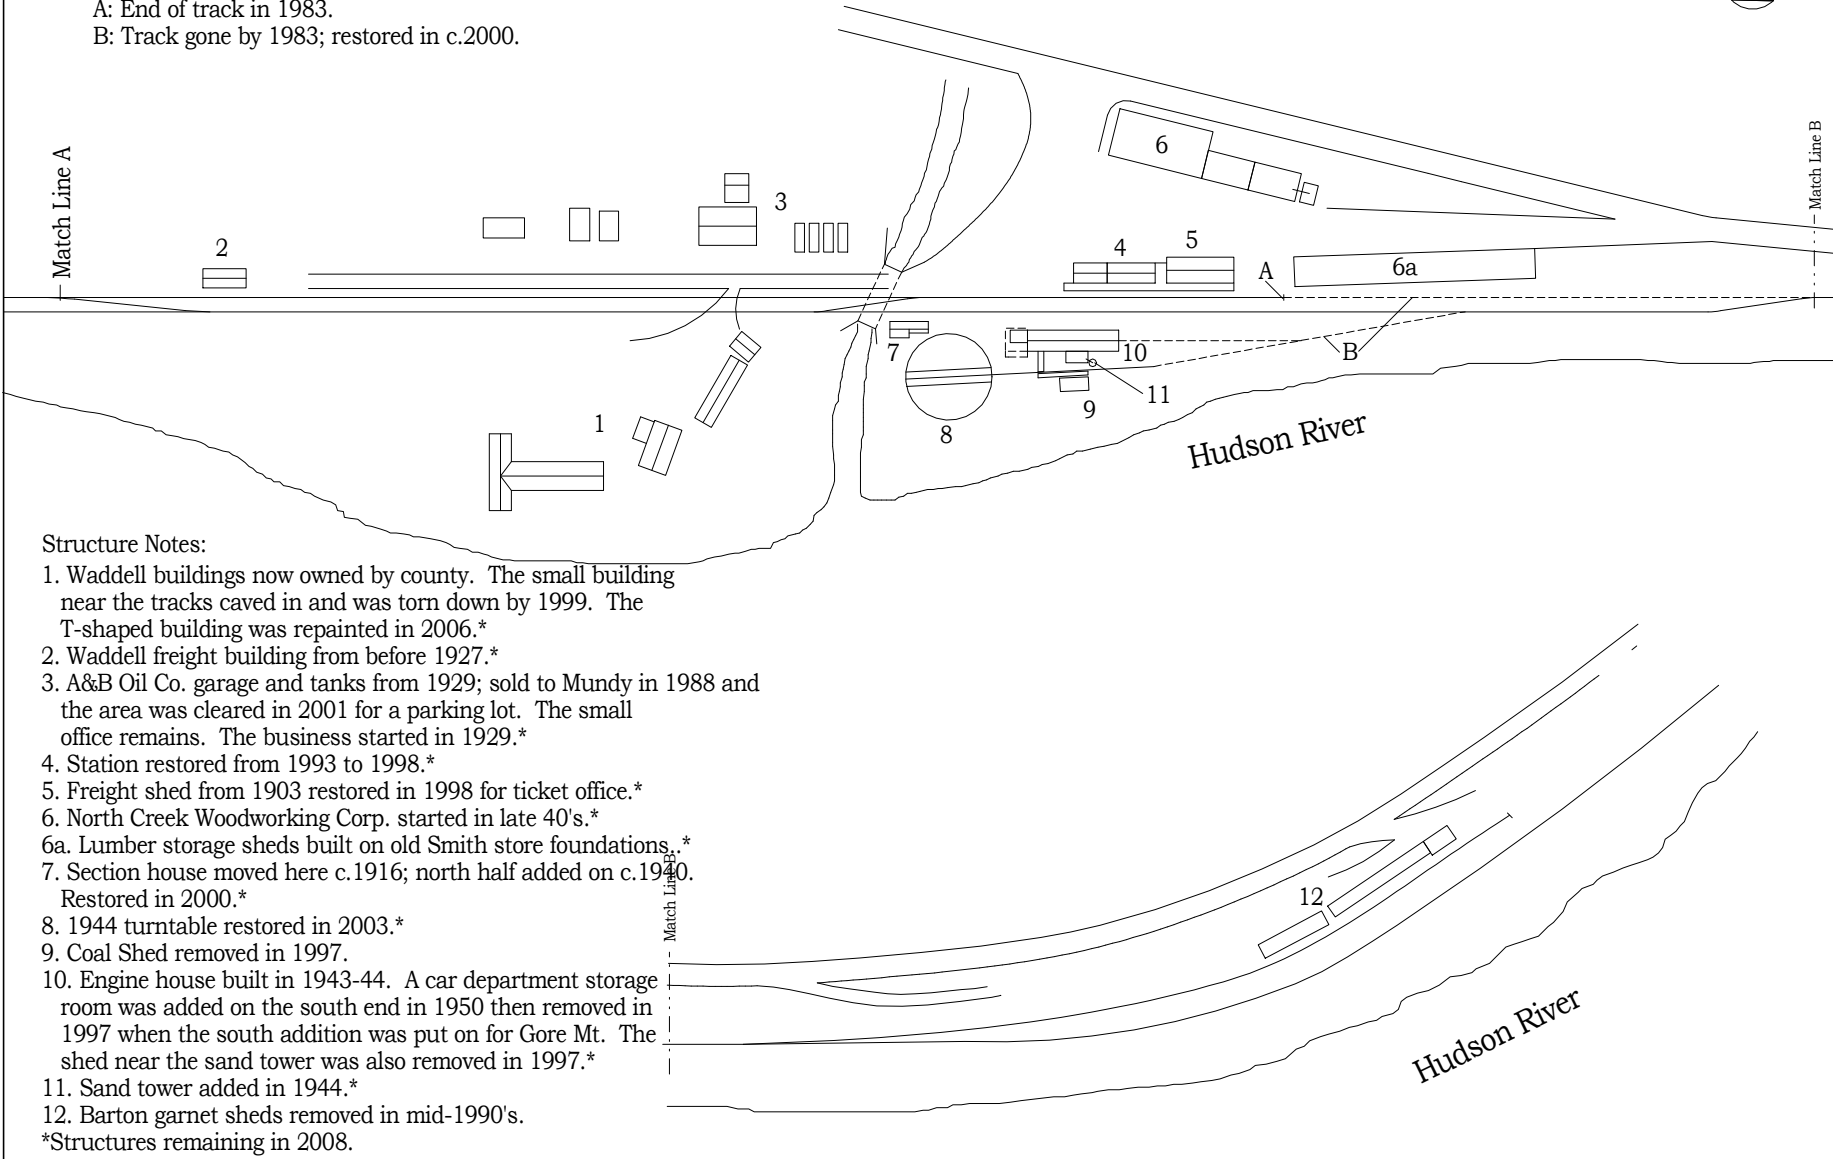 A: End of track in 1983.
B: Track gone by 1983; restored in c.2000.
Match Line A
Match Line B
2
3
6
4
5
A
6a
7
10
B
11
9
8
1
Hudson River
Structure Notes:
1. Waddell buildings now owned by county. The small building
near the tracks caved in and was torn down by 1999. The
T-shaped building was repainted in 2006.*
2. Waddell freight building from before 1927.*
3. A&B Oil Co. garage and tanks from 1929; sold to Mundy in 1988 and
the area was cleared in 2001 for a parking lot. The small
office remains. The business started in 1929.*
4. Station restored from 1993 to 1998.*
5. Freight shed from 1903 restored in 1998 for ticket office.*
6. North Creek Woodworking Corp. started in late 40's.*
6a. Lumber storage sheds built on old Smith store foundations..*
7. Section house moved here c.1916; north half added on c.1940.
Restored in 2000.*
8. 1944 turntable restored in 2003.*
9. Coal Shed removed in 1997.
10. Engine house built in 1943-44. A car department storage
room was added on the south end in 1950 then removed in
1997 when the south addition was put on for Gore Mt. The
shed near the sand tower was also removed in 1997.*
11. Sand tower added in 1944.*
12. Barton garnet sheds removed in mid-1990's.
*Structures remaining in 2008.
Match Line B
12
Hudson River